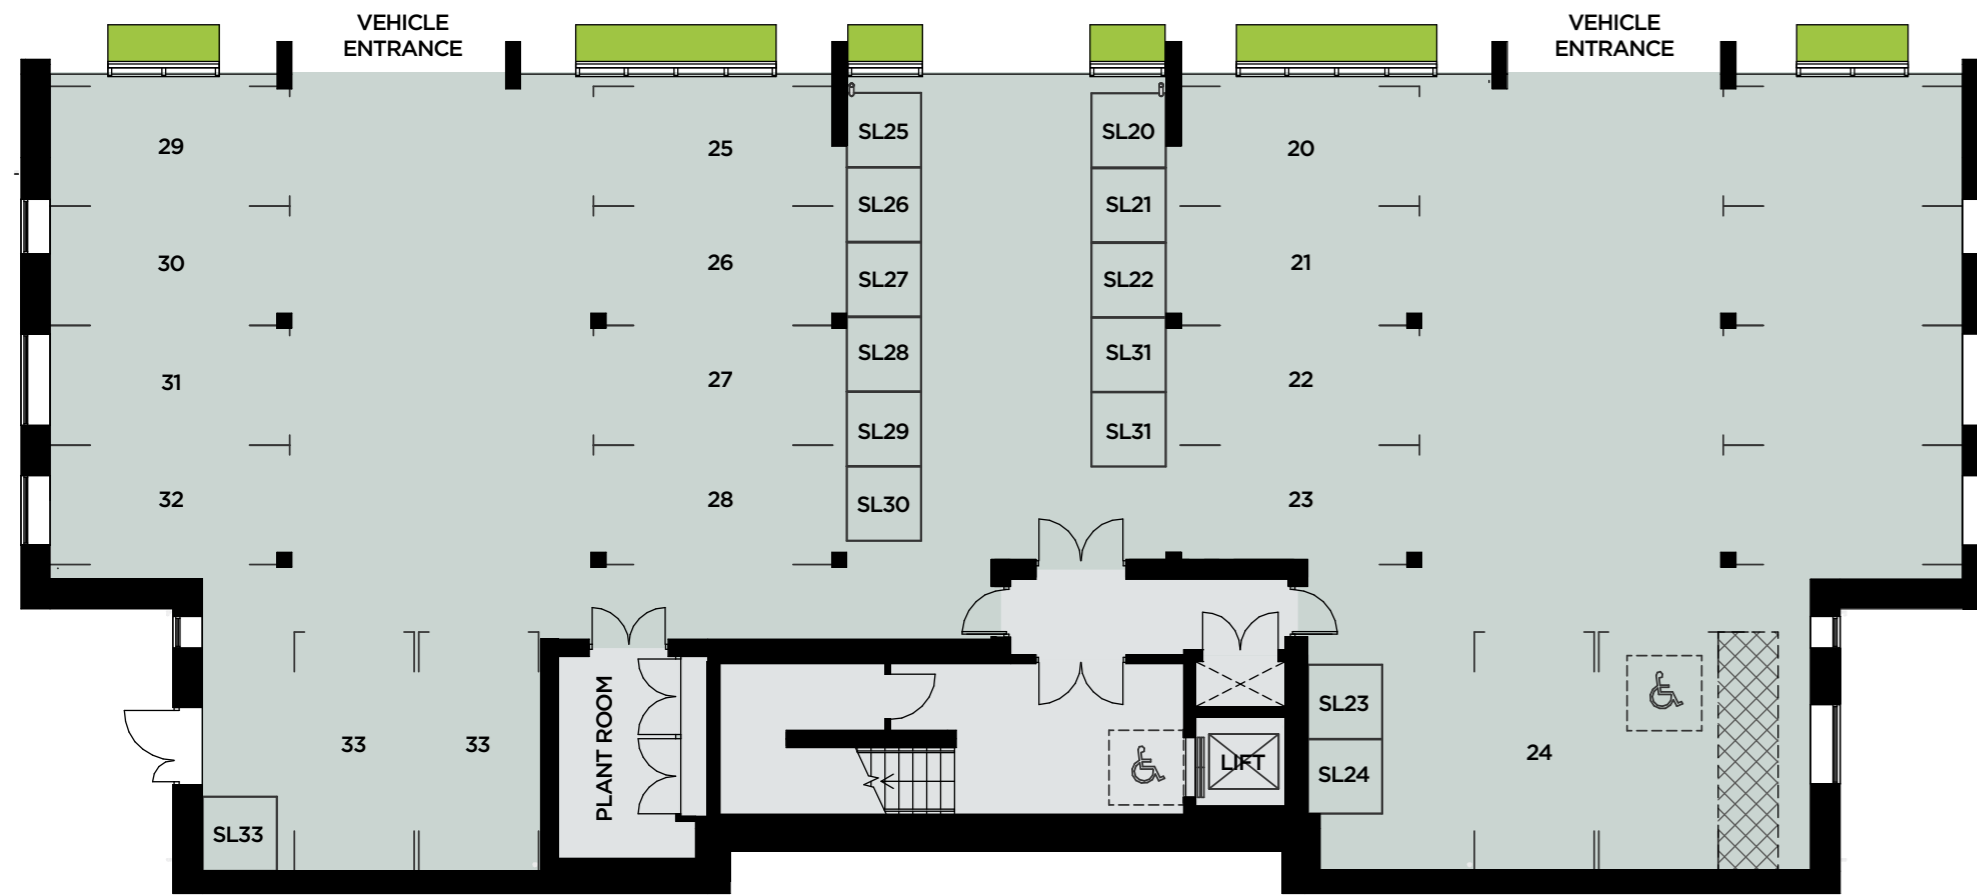 VEHICLE
ENTRANCE
VEHICLE
ENTRANCE
29
25
SL25
SL20
20
SL26
SL21
30
26
SL27
SL22
21
31
27
SL28
SL31
22
SL29
SL31
32
28
SL30
23
33
33
PLANT ROOM
LIFT
SL23
SL24
24
SL33